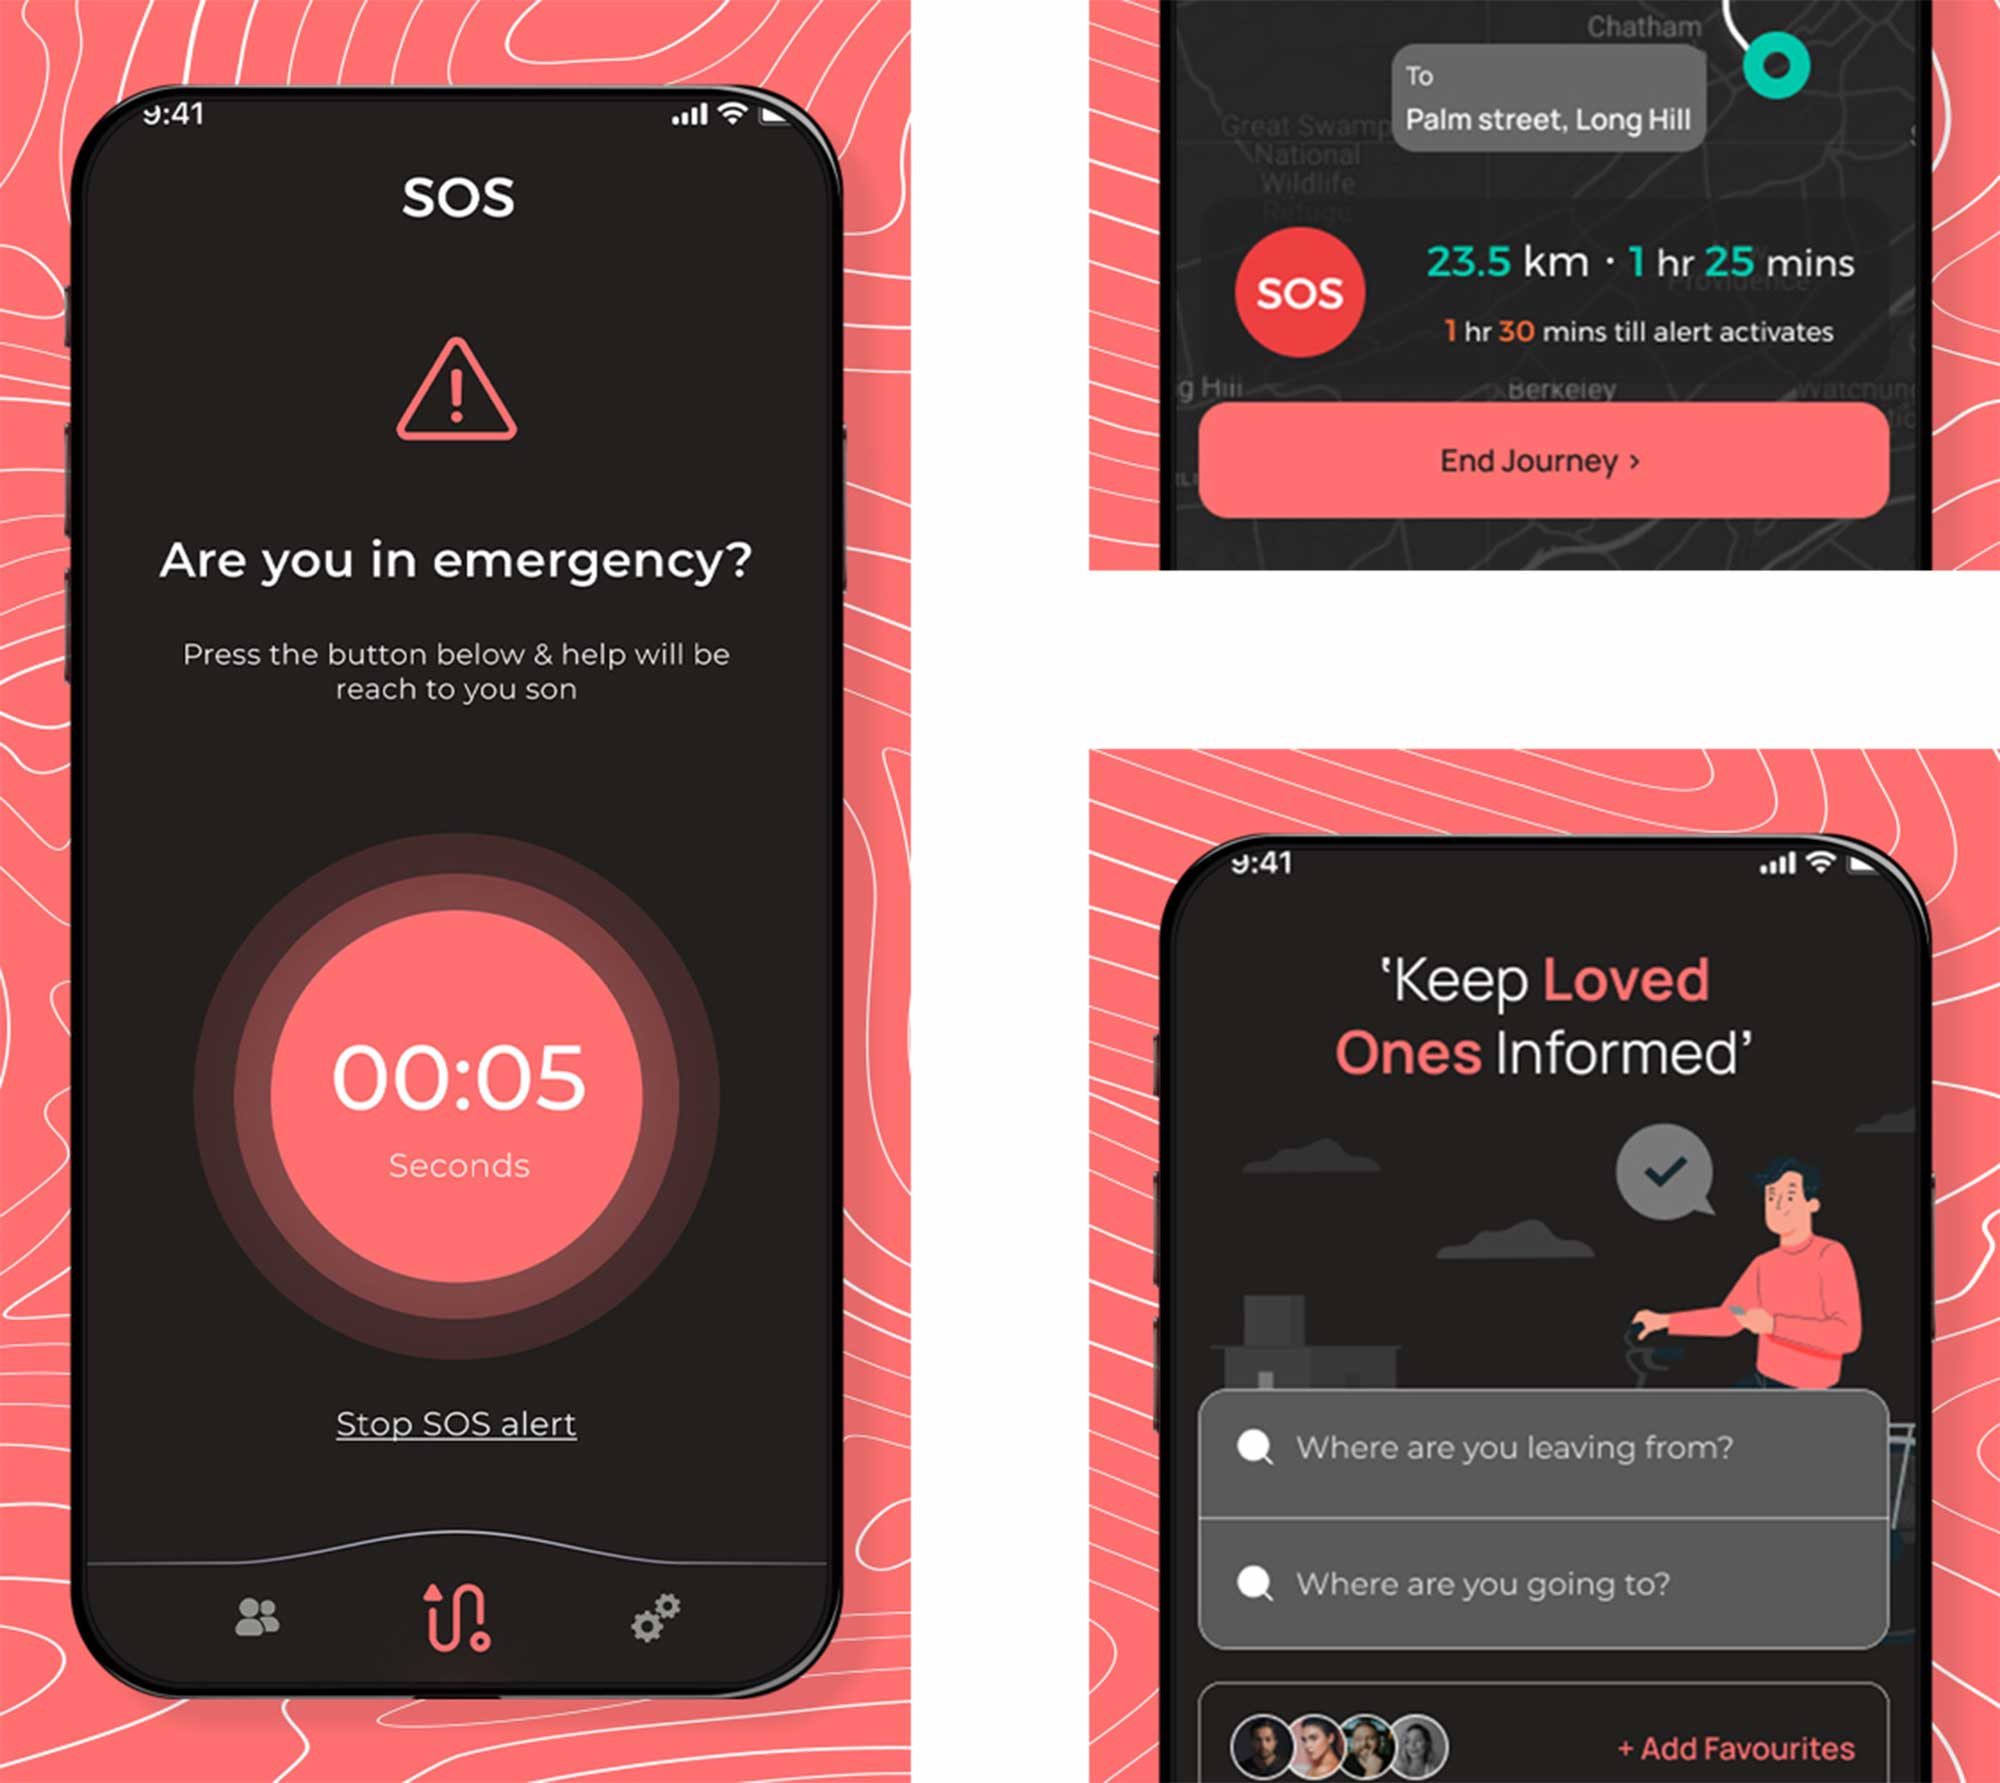 9:41
SOS
Are you in emergency?
Press the button below & help will be
reach to you son
00:05
Seconds
Stop SOS alert
Chatham
To
Palm street, Long Hill
Great Swamp
National
Wildlife
Refuge
23.5 km · 1 hr 25 mins
Providence
SOS
1 hr 30 mins till alert activates
g Hill
Berkeley
Watchung
End Journey >
9:41
‘Keep Loved
Ones Informed’
Where are you leaving from?
Where are you going to?
+ Add Favourites